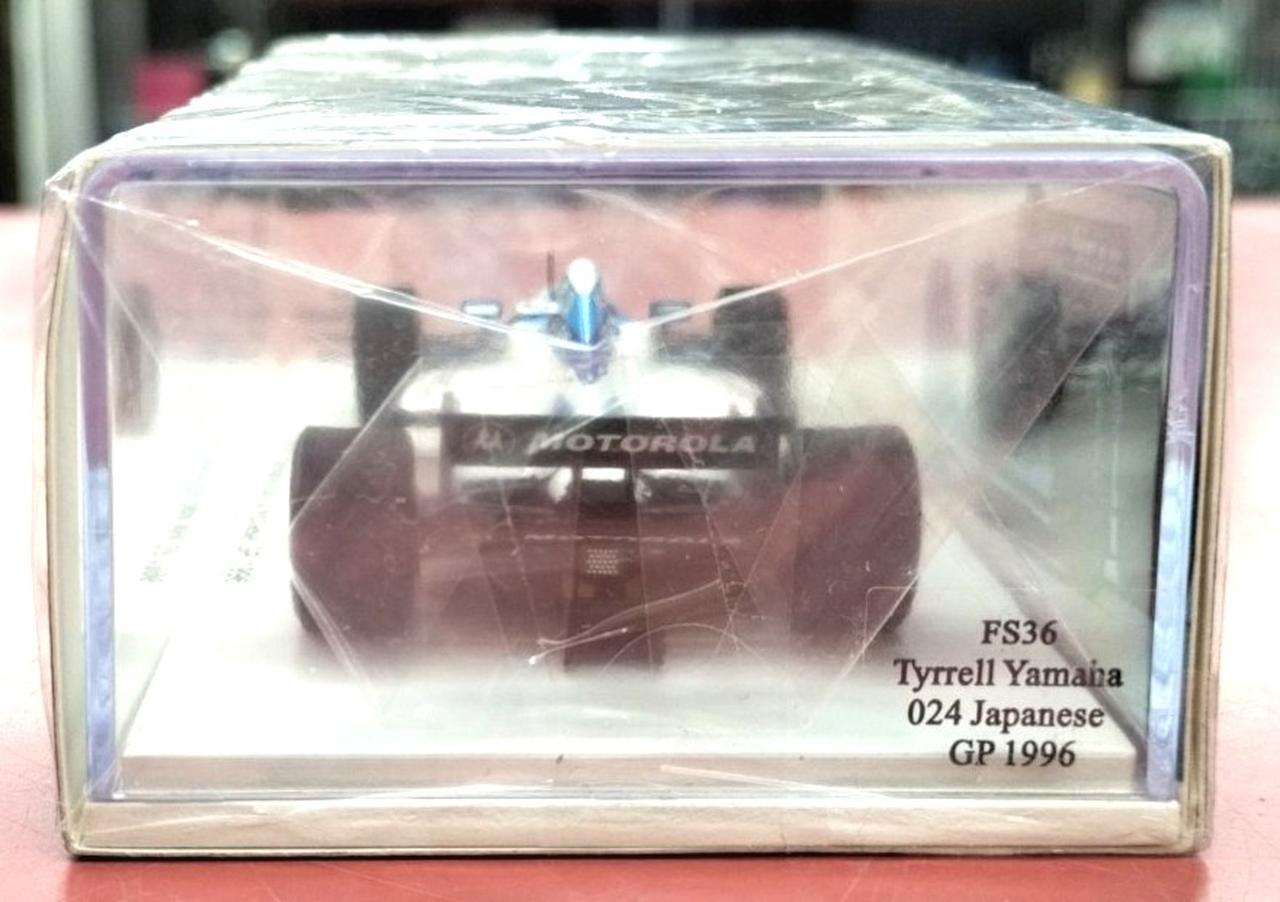 MOTOROLA
FS36
Tyrrell Yamaha
024 Japanese
GP 1996